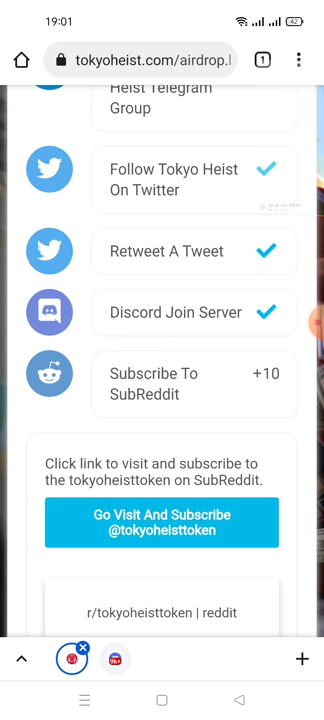 19:01
42
tokyoheist.com/airdrop.
1
Heist Telegram
Group
Follow Tokyo Heist
On Twitter
Retweet A Tweet
Discord Join Server
Subscribe To
SubReddit
+10
Click link to visit and subscribe to
the tokyoheisttoken on SubReddit.
Go Visit And Subscribe
@tokyoheisttoken
r/tokyoheisttoken | reddit
9k+